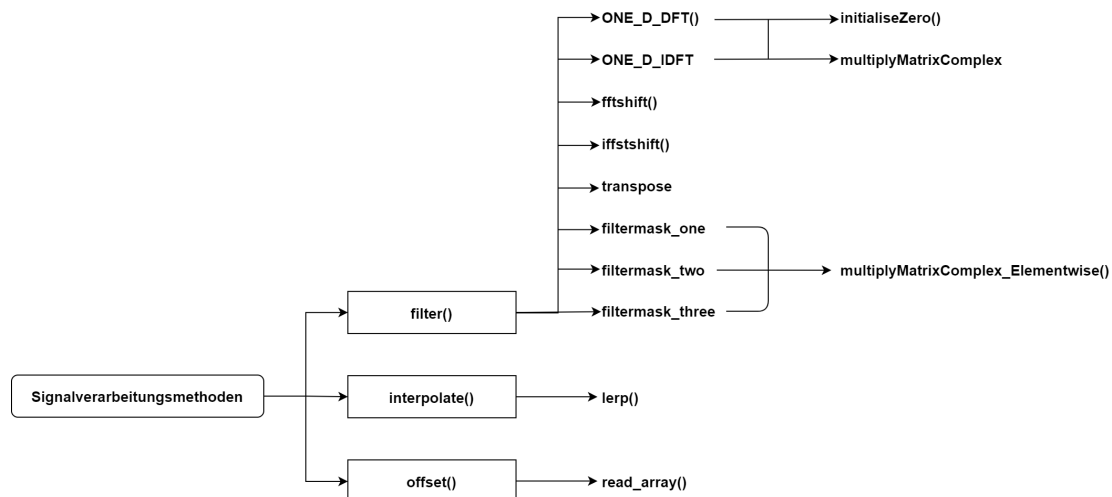 ONE_D_DFT()
initialiseZero()
ONE_D_IDFT
multiplyMatrixComplex
fftshift()
iffstshift()
transpose
filtermask_one
filtermask_two
multiplyMatrixComplex_Elementwise()
filtermask_three
filter()
Signalverarbeitungsmethoden
interpolate()
lerp()
offset()
read_array()